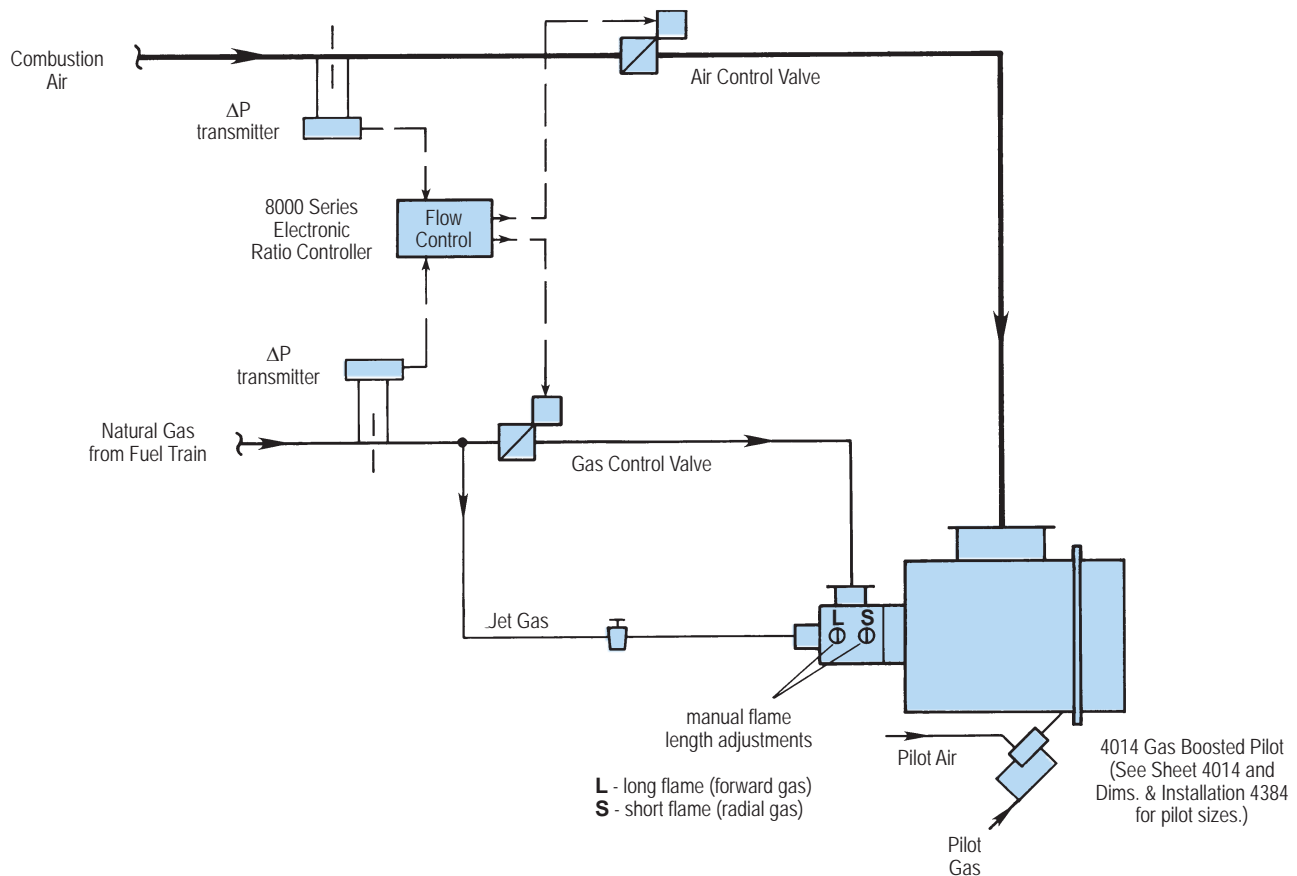 Combustion
Air
Air Control Valve
ΔP
transmitter
8000 Series
Electronic
Ratio Controller
Flow
Control
ΔP
transmitter
Natural Gas
from Fuel Train
Gas Control Valve
Jet Gas
L S
manual flame
length adjustments
L - long flame (forward gas)
S - short flame (radial gas)
Pilot Air
4014 Gas Boosted Pilot
(See Sheet 4014 and
Dims. & Installation 4384
for pilot sizes.)
Pilot
Gas